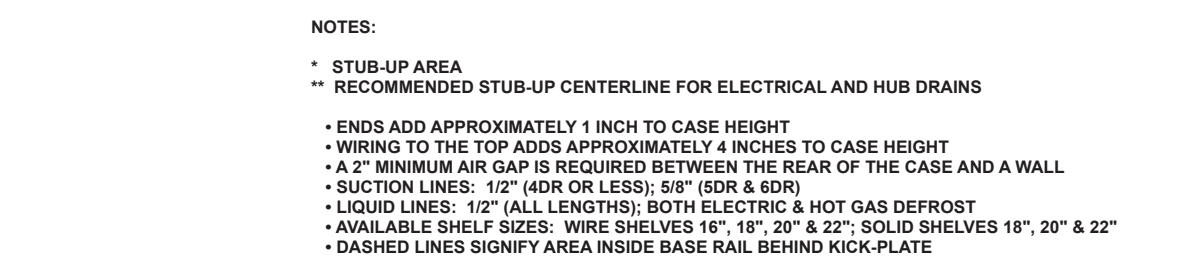 NOTES:
* STUB-UP AREA
** RECOMMENDED STUB-UP CENTERLINE FOR ELECTRICAL AND HUB DRAINS
• ENDS ADD APPROXIMATELY 1 INCH TO CASE HEIGHT
• WIRING TO THE TOP ADDS APPROXIMATELY 4 INCHES TO CASE HEIGHT
• A 2" MINIMUM AIR GAP IS REQUIRED BETWEEN THE REAR OF THE CASE AND A WALL
• SUCTION LINES: 1/2" (4DR OR LESS); 5/8" (5DR & 6DR)
• LIQUID LINES: 1/2" (ALL LENGTHS); BOTH ELECTRIC & HOT GAS DEFROST
• AVAILABLE SHELF SIZES: WIRE SHELVES 16", 18", 20" & 22"; SOLID SHELVES 18", 20" & 22"
• DASHED LINES SIGNIFY AREA INSIDE BASE RAIL BEHIND KICK-PLATE